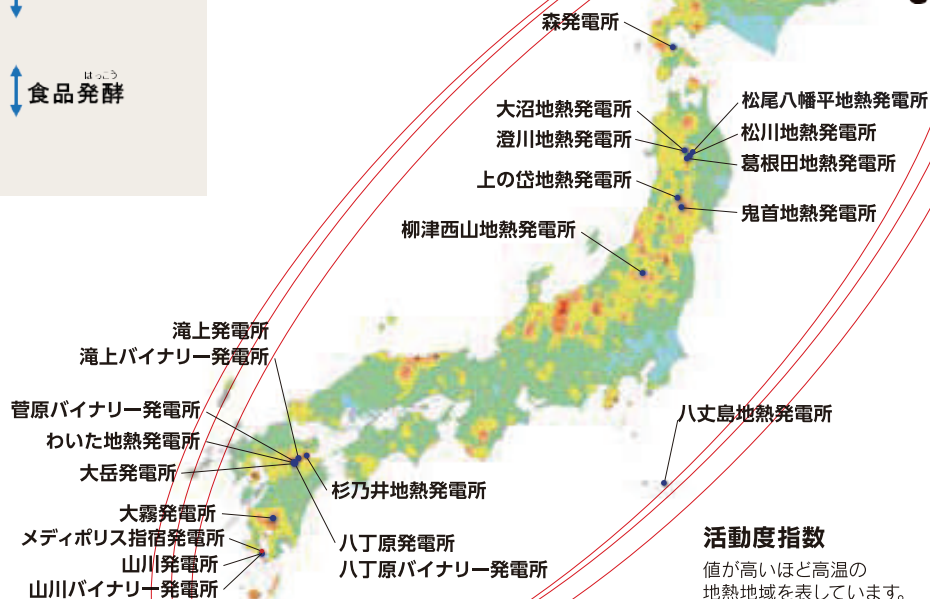 はっこう
食品発酵
森発電所
大沼地熱発電所
澄川地熱発電所
上の岱地熱発電所
柳津西山地熱発電所
松尾八幡平地熱発電所
松川地熱発電所
葛根田地熱発電所
鬼首地熱発電所
滝上発電所
滝上バイナリー発電所
菅原バイナリー発電所
わいた地熱発電所
大岳発電所
大霧発電所
メディポリス指宿発電所
山川発電所
山川バイナリー発電所
杉乃井地熱発電所
八丁原発電所
八丁原バイナリー発電所
八丈島地熱発電所
活動度指数
値が高いほど高温の
地熱地域を表しています。